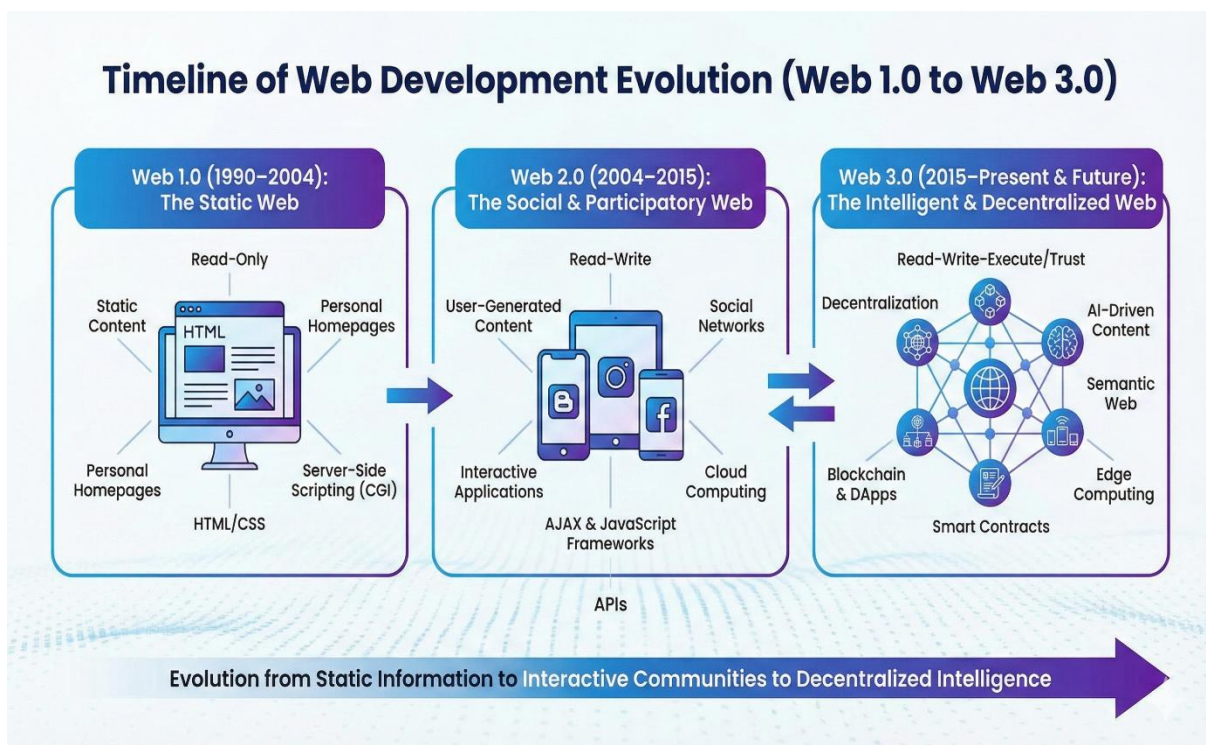 Timeline of Web Development Evolution (Web 1.0 to Web 3.0)
Web 1.0 (1990–2004):
The Static Web
Read-Only
Static
Content
Personal
Homepages
HTML
Personal
Homepages
Server-Side
Scripting (CGI)
HTML/CSS
Web 2.0 (2004–2015):
The Social & Participatory Web
Read-Write
User-Generated
Content
Social
Networks
B
f
Interactive
Applications
Cloud
Computing
AJAX & JavaScript
Frameworks
APIs
Web 3.0 (2015–Present & Future):
The Intelligent & Decentralized Web
Read-Write-Execute/Trust
Decentralization
AI-Driven
Content
Semantic
Web
Blockchain
& DApps
Edge
Computing
Smart Contracts
Evolution from Static Information to Interactive Communities to Decentralized Intelligence